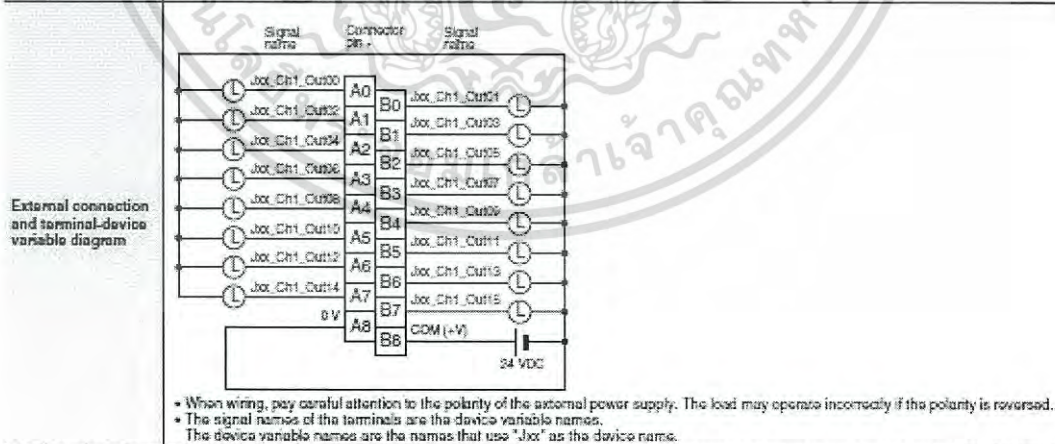 External connection
and terminal-device
variable diagram
Signal name
Connector pin
Signal name
Jxx_Ch1_Out00 A0 B0 Jxx_Ch1_Out01
Jxx_Ch1_Out02 A1 B1 Jxx_Ch1_Out03
Jxx_Ch1_Out04 A2 B2 Jxx_Ch1_Out05
Jxx_Ch1_Out06 A3 B3 Jxx_Ch1_Out07
Jxx_Ch1_Out08 A4 B4 Jxx_Ch1_Out09
Jxx_Ch1_Out10 A5 B5 Jxx_Ch1_Out11
Jxx_Ch1_Out12 A6 B6 Jxx_Ch1_Out13
Jxx_Ch1_Out14 A7 B7 Jxx_Ch1_Out15
0 V A8 B8 COM (+V)
L L L L L L L L
L L L L L L L L
24 VDC
• When wiring, pay careful attention to the polarity of the external power supply. The load may operate incorrectly if the polarity is reversed.
• The signal names of the terminals are the device variable names.
The device variable names are the names that use "Jxx" as the device name.